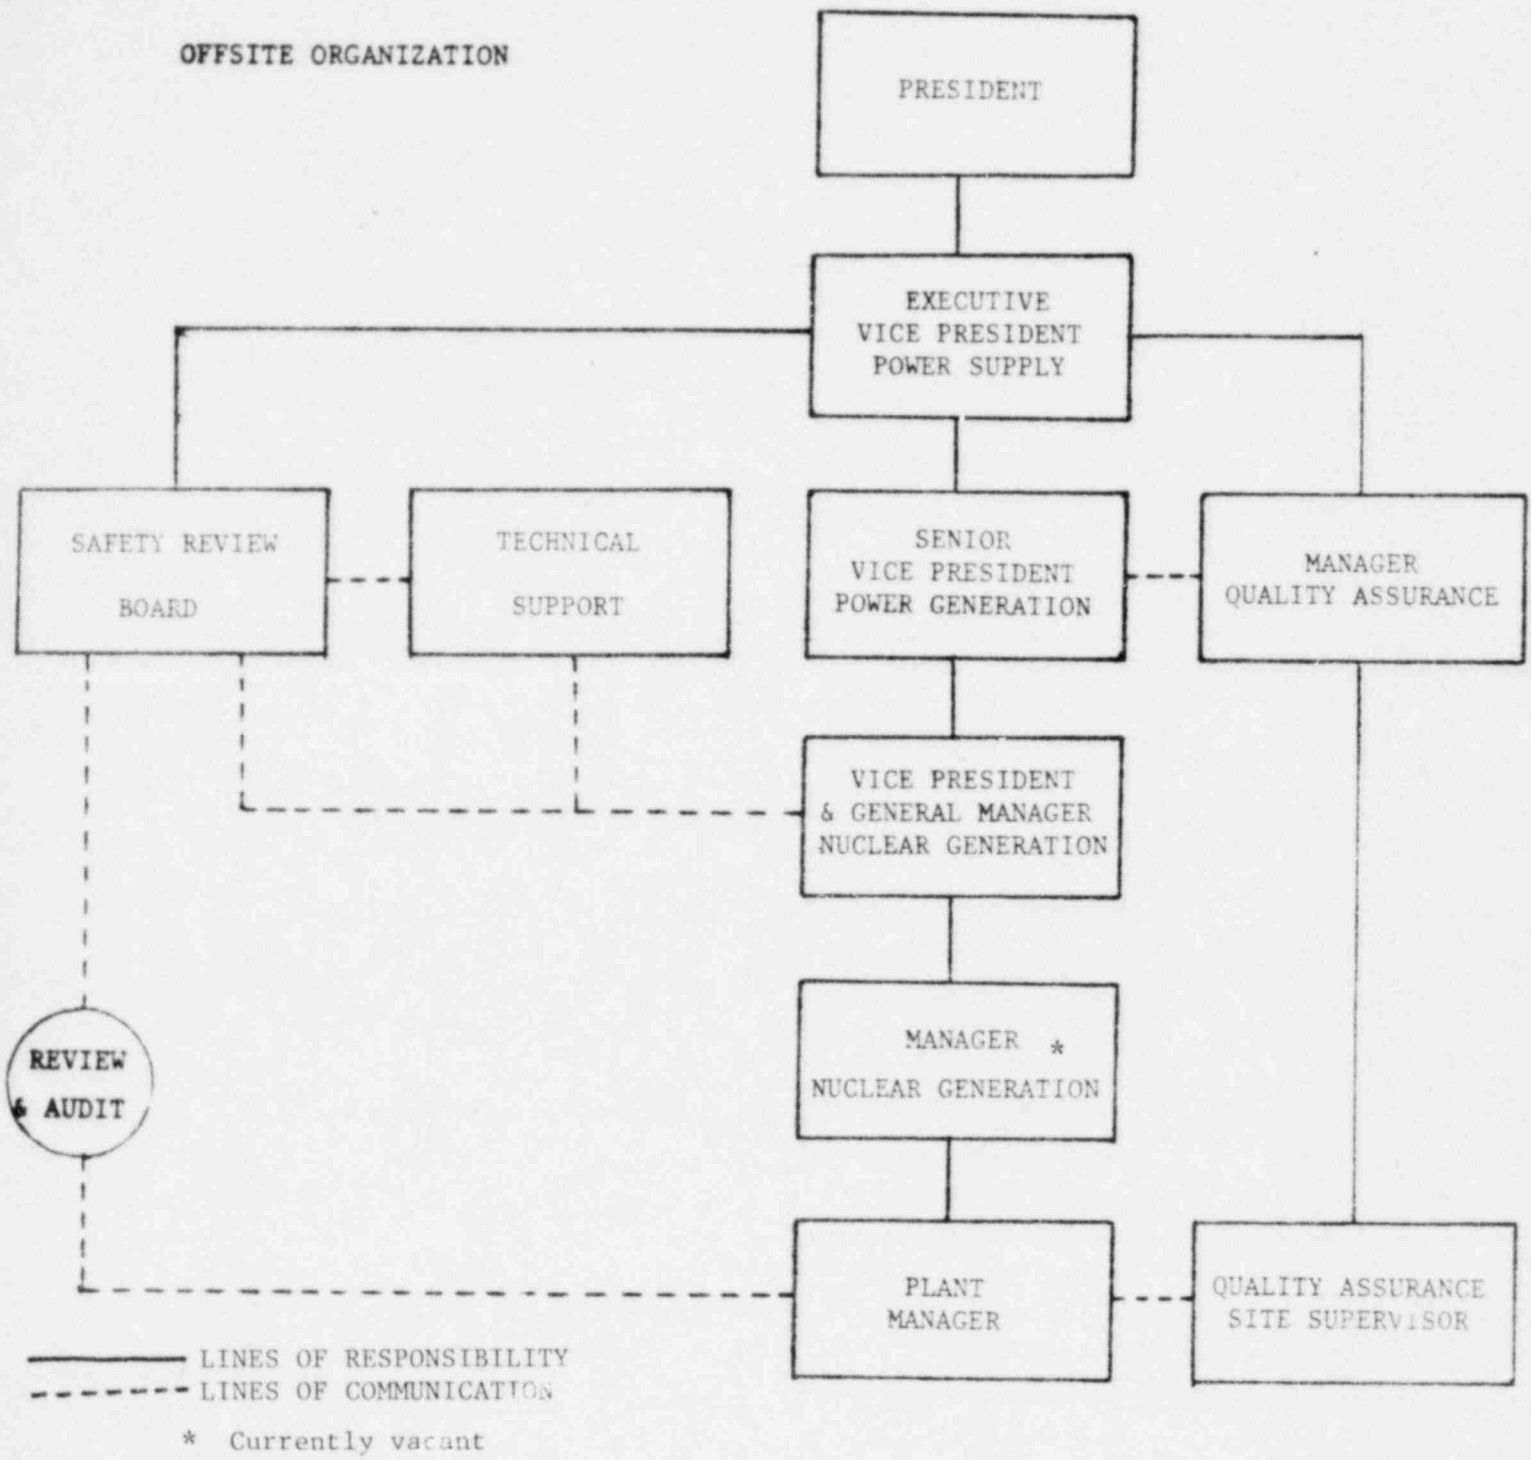 OFFSITE ORGANIZATION
PRESIDENT
EXECUTIVE
VICE PRESIDENT
POWER SUPPLY
SAFETY REVIEW
BOARD
TECHNICAL
SUPPORT
SENIOR
VICE PRESIDENT
POWER GENERATION
MANAGER
QUALITY ASSURANCE
VICE PRESIDENT
& GENERAL MANAGER
NUCLEAR GENERATION
REVIEW
& AUDIT
MANAGER *
NUCLEAR GENERATION
PLANT
MANAGER
QUALITY ASSURANCE
SITE SUPERVISOR
LINES OF RESPONSIBILITY
LINES OF COMMUNICATION
* Currently vacant